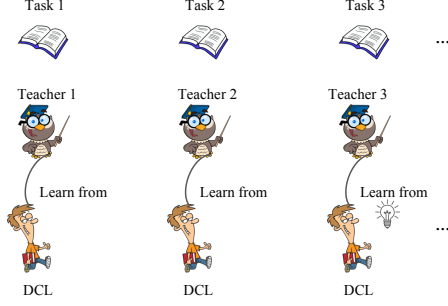 Task 1 Task 2 Task 3
...
Teacher 1 Teacher 2 Teacher 3
Learn from Learn from Learn from
...
DCL DCL DCL